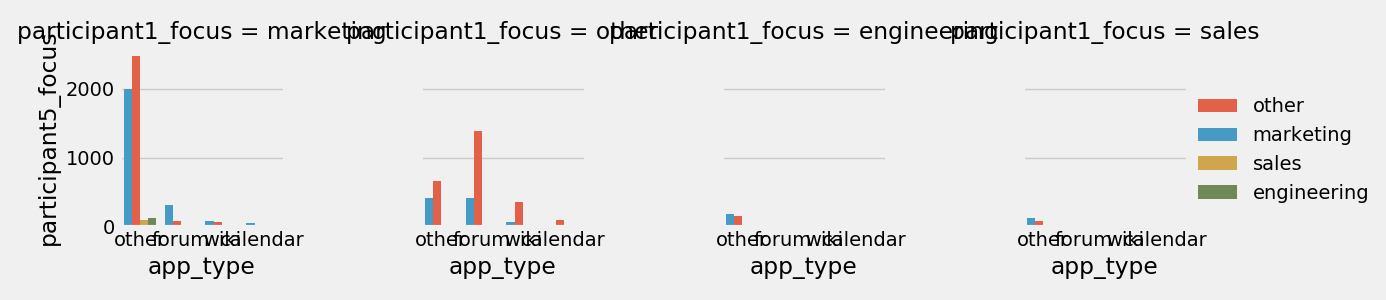 participant1_focus = marketing
participant1_focus = other
participant1_focus = engineering
participant1_focus = sales
participant5_focus
2000
1000
0
other
forum
wiki
calendar
other
forum
wiki
calendar
other
forum
wiki
calendar
other
forum
wiki
calendar
app_type
app_type
app_type
app_type
other
marketing
sales
engineering